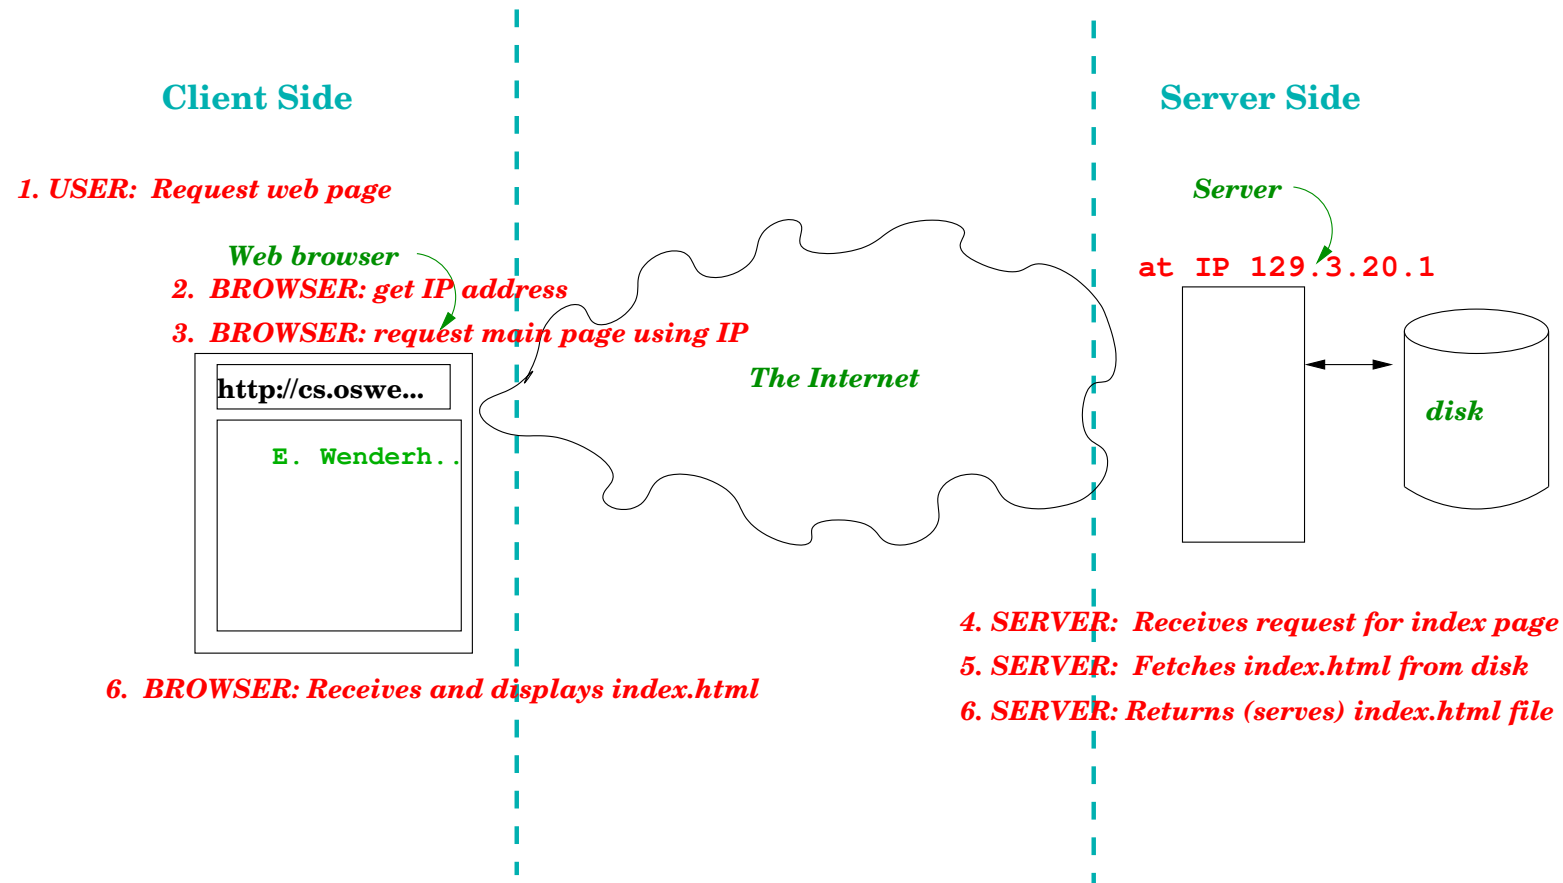 Client Side
Server Side
1. USER: Request web page
Server
Web browser
at IP 129.3.20.1
2. BROWSER: get IP address
3. BROWSER: request main page using IP
http://cs.oswe...
The Internet
disk
E. Wenderh..
4. SERVER: Receives request for index page
5. SERVER: Fetches index.html from disk
6. BROWSER: Receives and displays index.html
6. SERVER: Returns (serves) index.html file